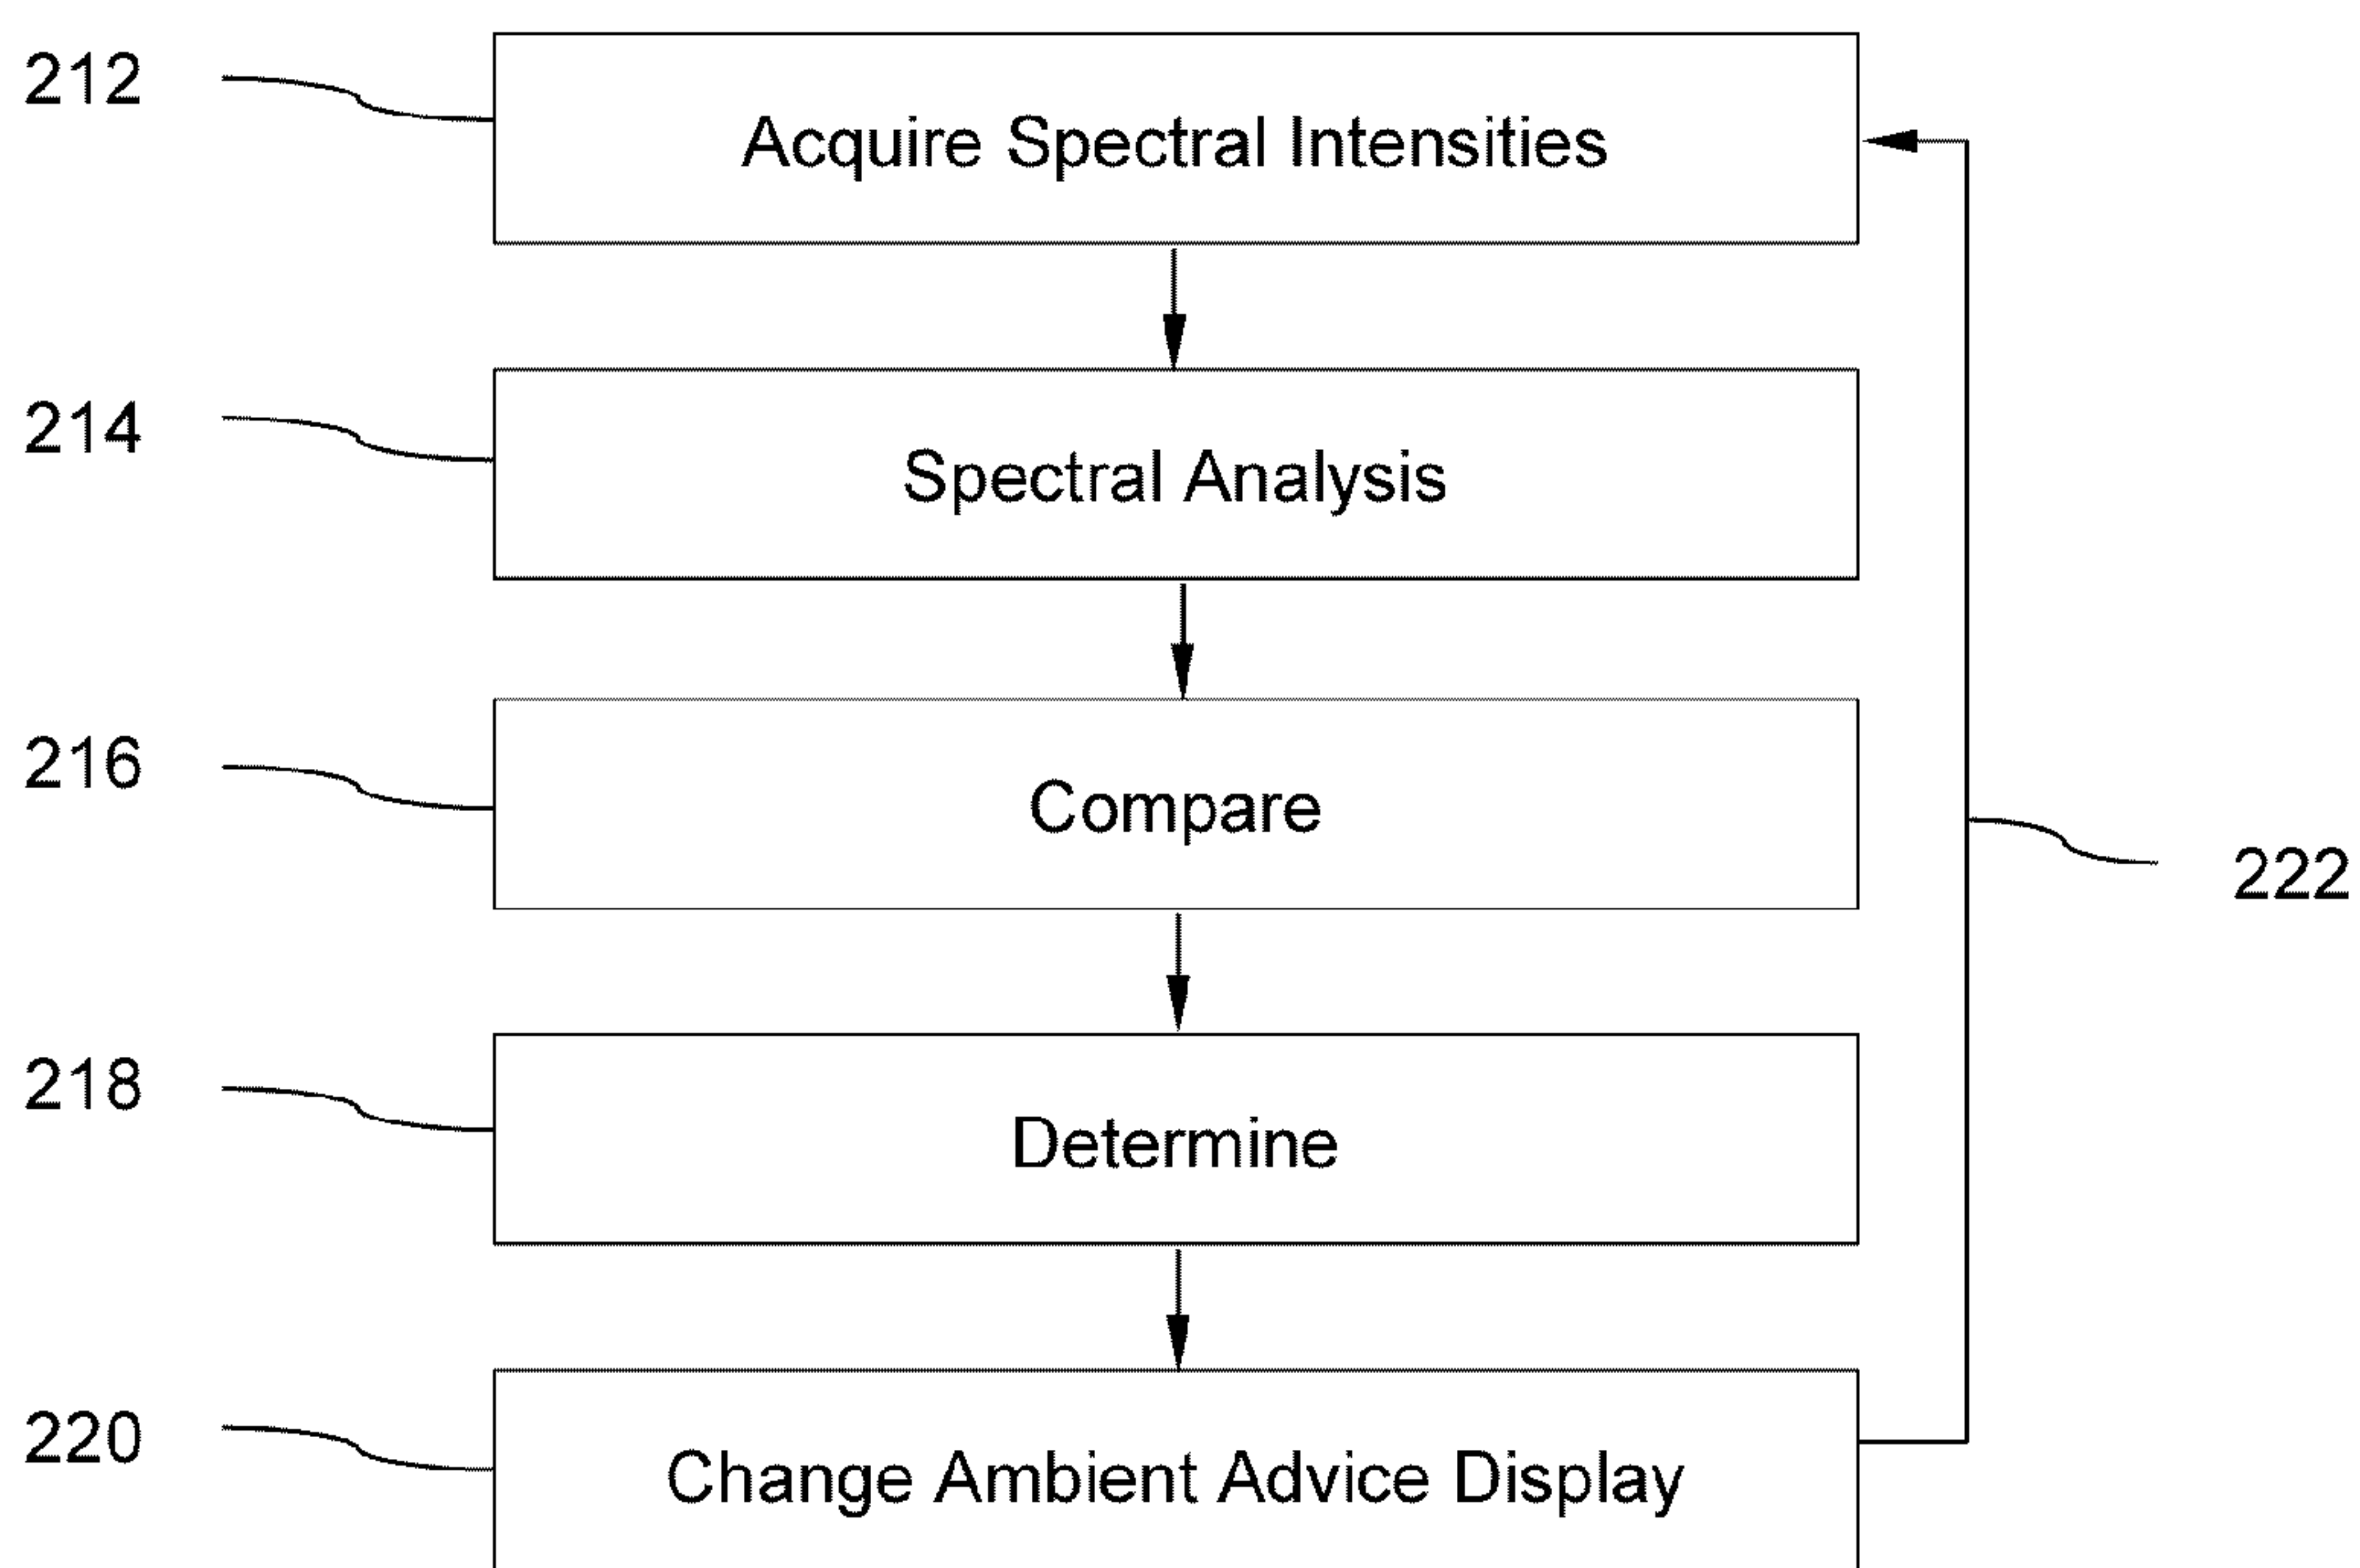 212
Acquire Spectral Intensities
214
Spectral Analysis
216
Compare
222
218
Determine
220
Change Ambient Advice Display